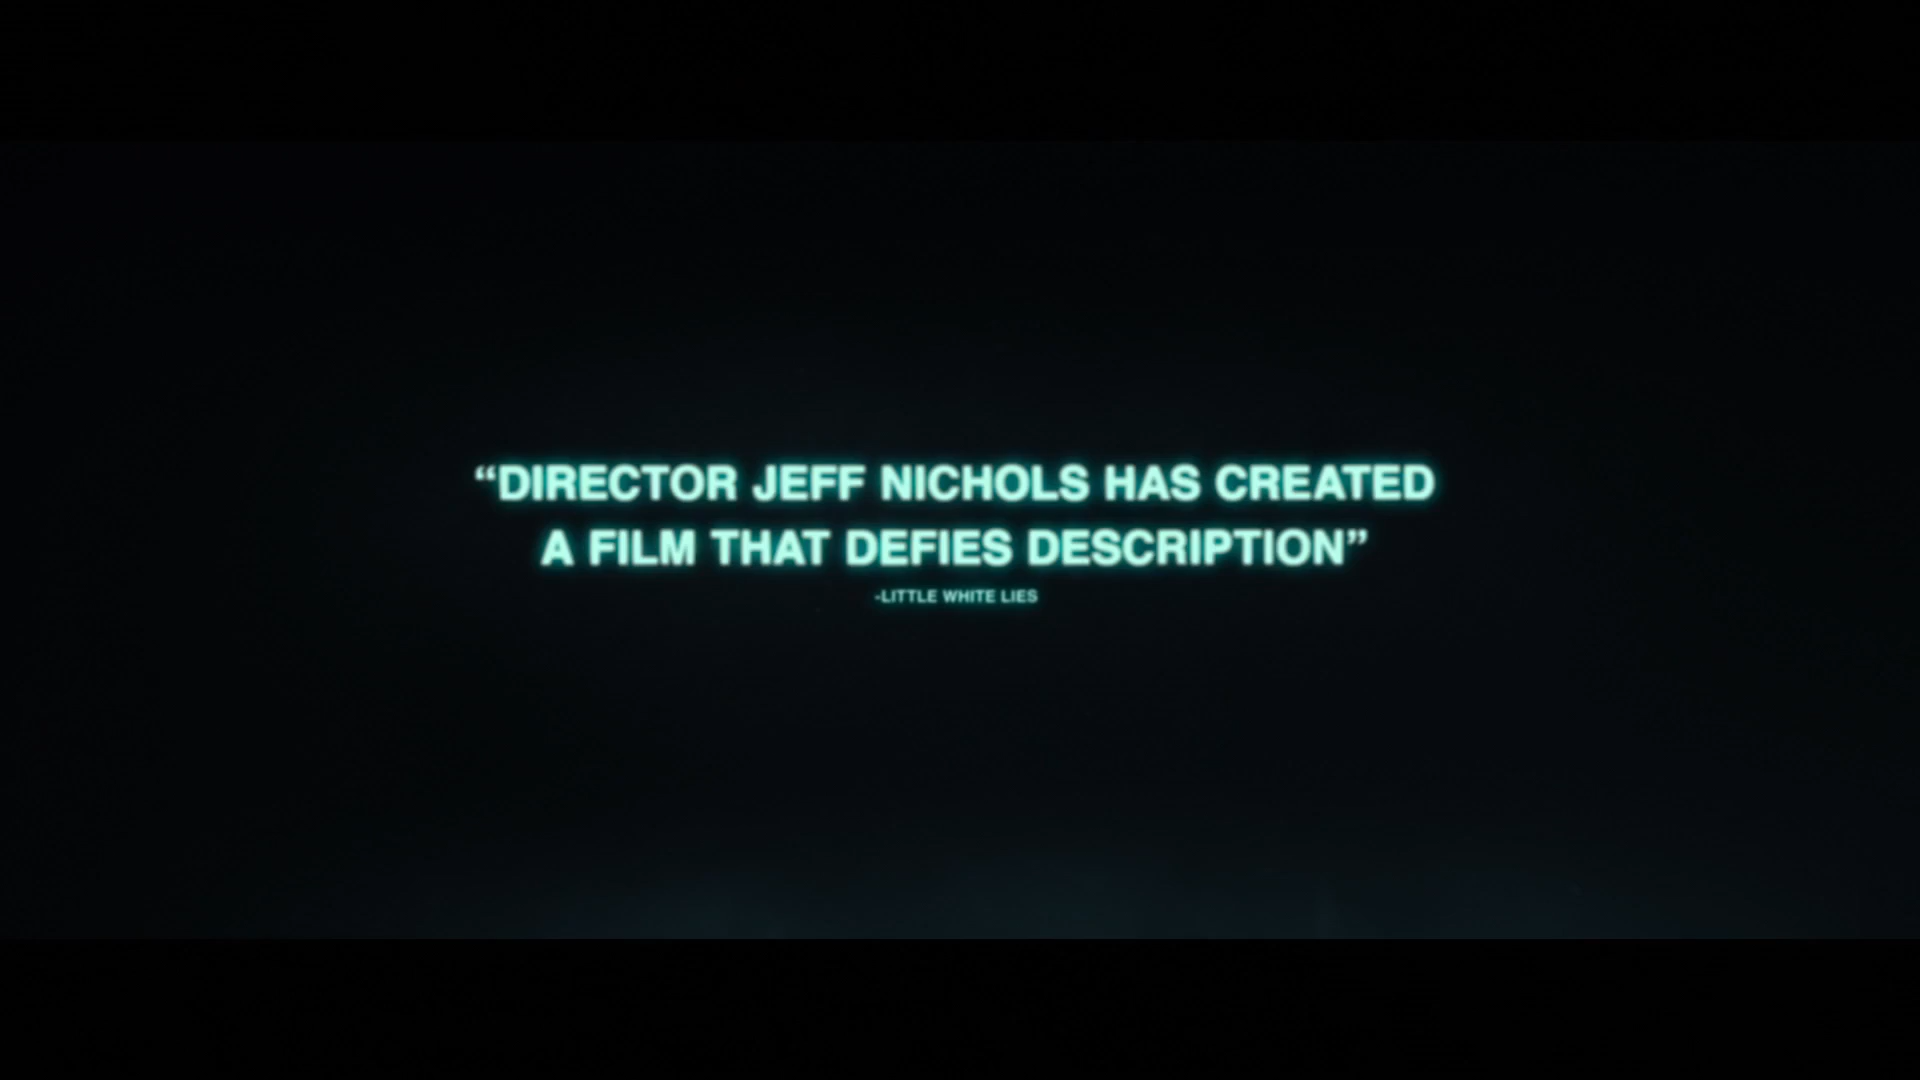 “DIRECTOR JEFF NICHOLS HAS CREATED
A FILM THAT DEFIES DESCRIPTION”
-LITTLE WHITE LIES